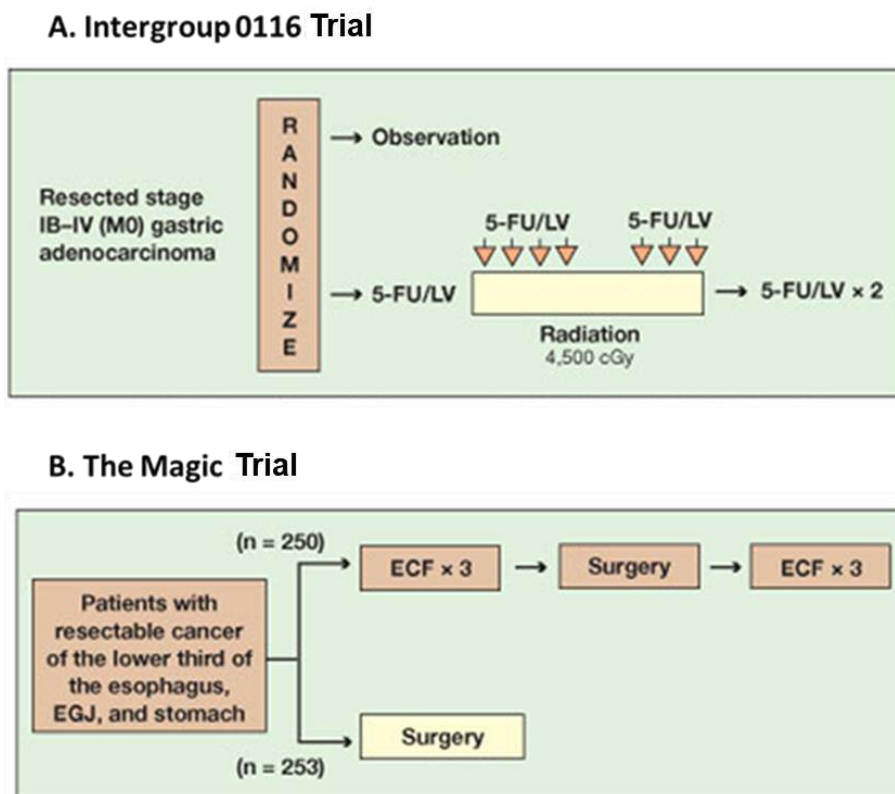 A. Intergroup 0116 Trial
R
A
N
D
O
M
I
Z
E
Resected stage
IB–IV (M0) gastric
adenocarcinoma
→ Observation
→ 5-FU/LV
5-FU/LV
5-FU/LV
Radiation
4,500 cGy
→ 5-FU/LV × 2
B. The Magic Trial
(n = 250)
ECF × 3
→
Surgery
→
ECF × 3
Patients with
resectable cancer
of the lower third of
the esophagus,
EGJ, and stomach
Surgery
(n = 253)